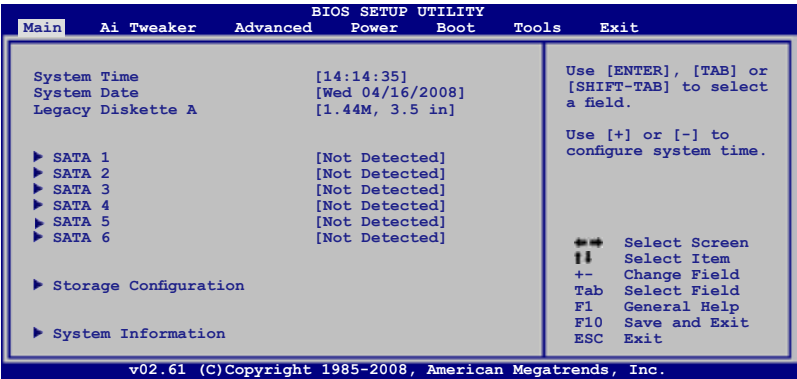 BIOS SETUP UTILITY
Main Ai Tweaker Advanced Power Boot Tools Exit
System Time [14:14:35]
System Date [Wed 04/16/2008]
Legacy Diskette A [1.44M, 3.5 in]
SATA 1 [Not Detected]
SATA 2 [Not Detected]
SATA 3 [Not Detected]
SATA 4 [Not Detected]
SATA 5 [Not Detected]
SATA 6 [Not Detected]
Storage Configuration
System Information
Use [ENTER], [TAB] or
[SHIFT-TAB] to select
a field.
Use [+] or [-] to
configure system time.
Select Screen
Select Item
+- Change Field
Tab Select Field
F1 General Help
F10 Save and Exit
ESC Exit
v02.61 (C)Copyright 1985-2008, American Megatrends, Inc.